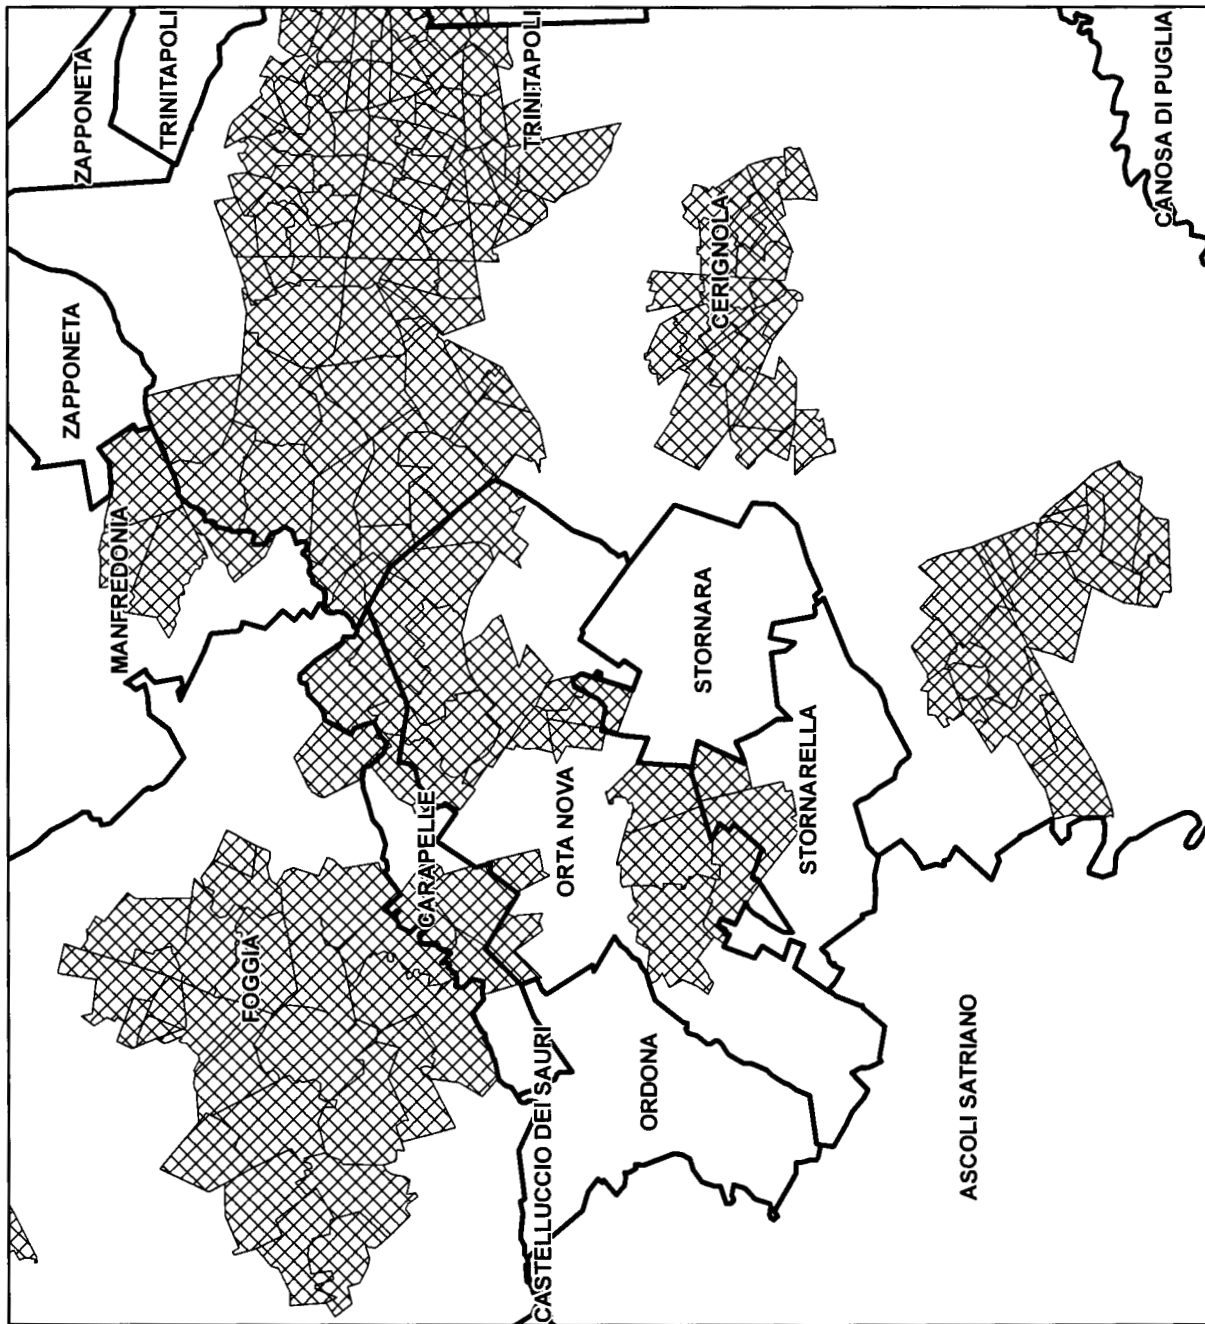 ZAPPONETA
TRINITAPOLI
TRINITAPOLI
CANOSA DI PUGLIA
ZAPPONETA
CERIGNOLA
MANFREDONIA
STORNARA
CARAPELLE
ORTA NOVA
STORNARELLA
FOGGIA
CASTELLUCCIO DEI SAURI
ORDONA
ASCOLI SATRIANO